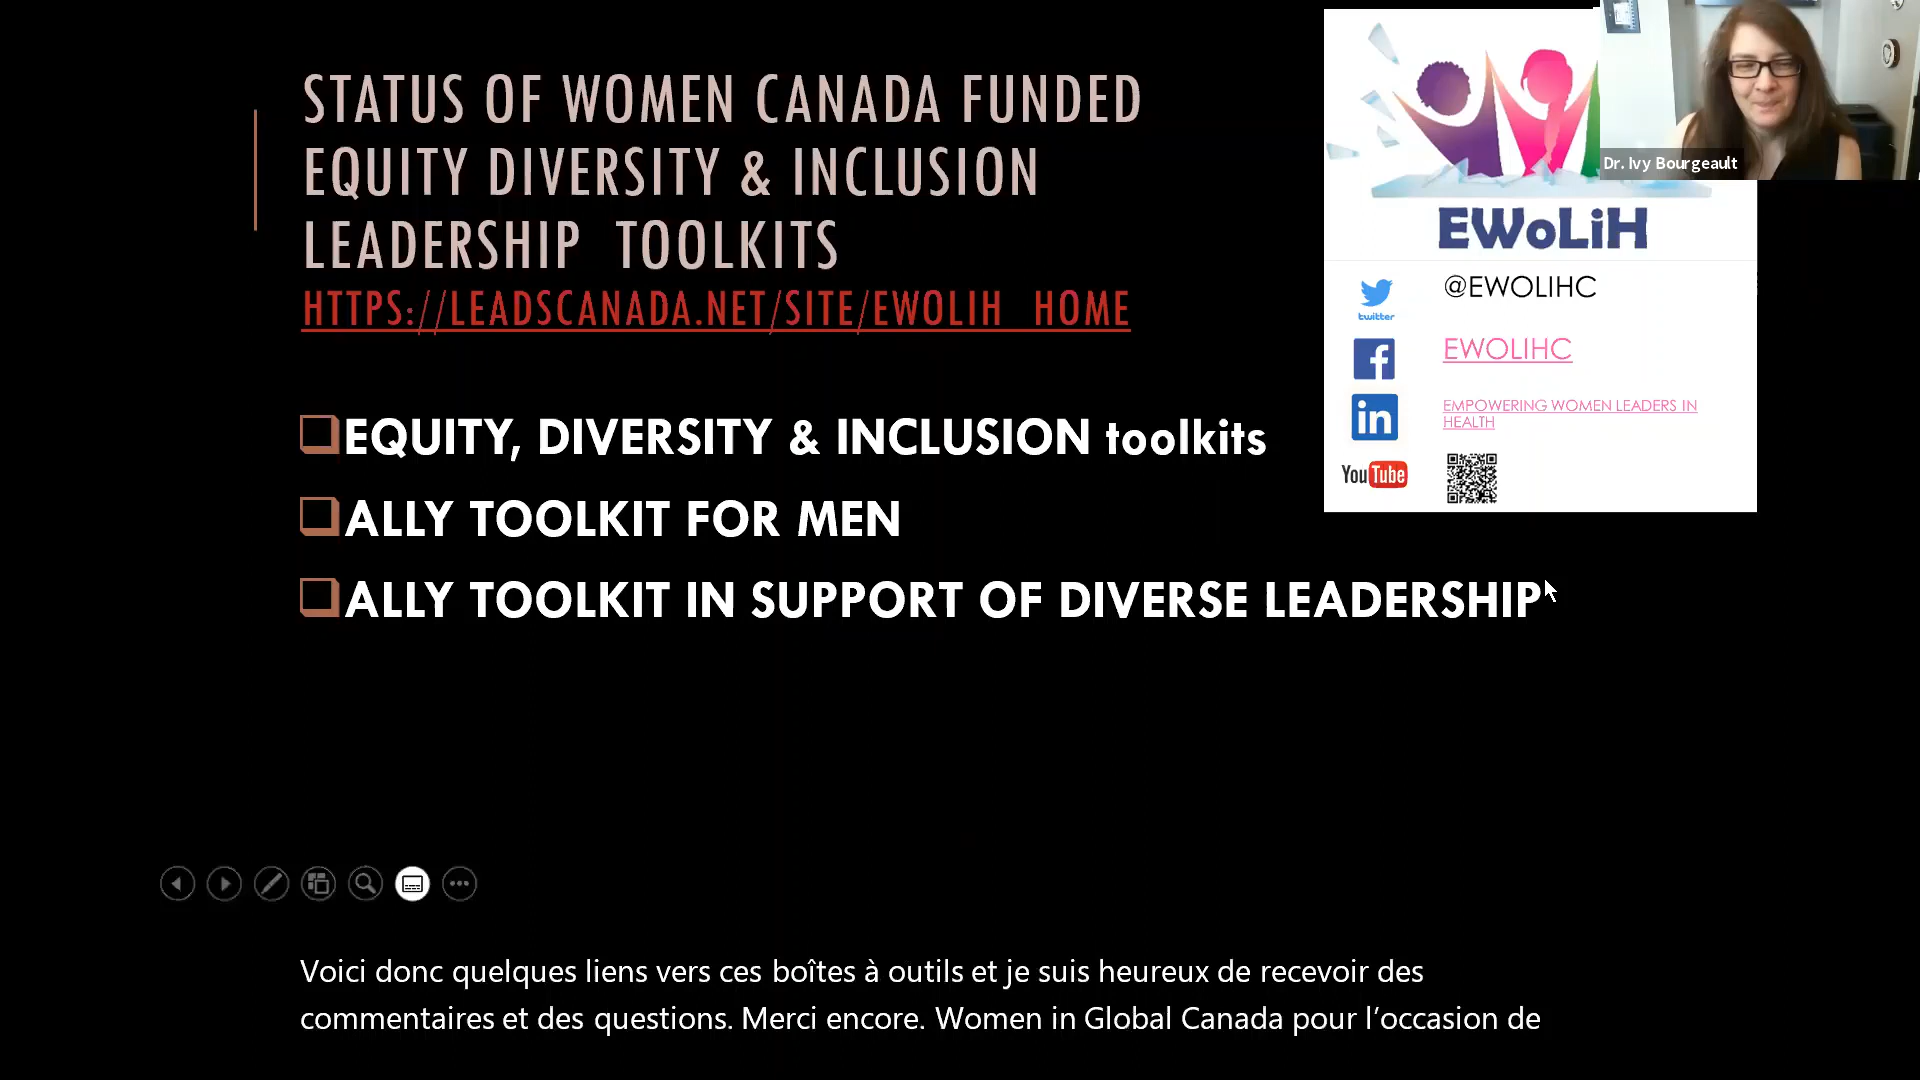 STATUS OF WOMEN CANADA FUNDED
EQUITY DIVERSITY & INCLUSION
LEADERSHIP TOOLKITS
HTTPS://LEADSCANADA.NET/SITE/EWOLIH_HOME
EQUITY, DIVERSITY & INCLUSION toolkits
ALLY TOOLKIT FOR MEN
ALLY TOOLKIT IN SUPPORT OF DIVERSE LEADERSHIP
Dr. Ivy Bourgeault
EWoLiH
twitter
@EWOLIHC
EWOLIHC
in
EMPOWERING WOMEN LEADERS IN
HEALTH
YouTube
Voici donc quelques liens vers ces boîtes à outils et je suis heureux de recevoir des
commentaires et des questions. Merci encore. Women in Global Canada pour l’occasion de